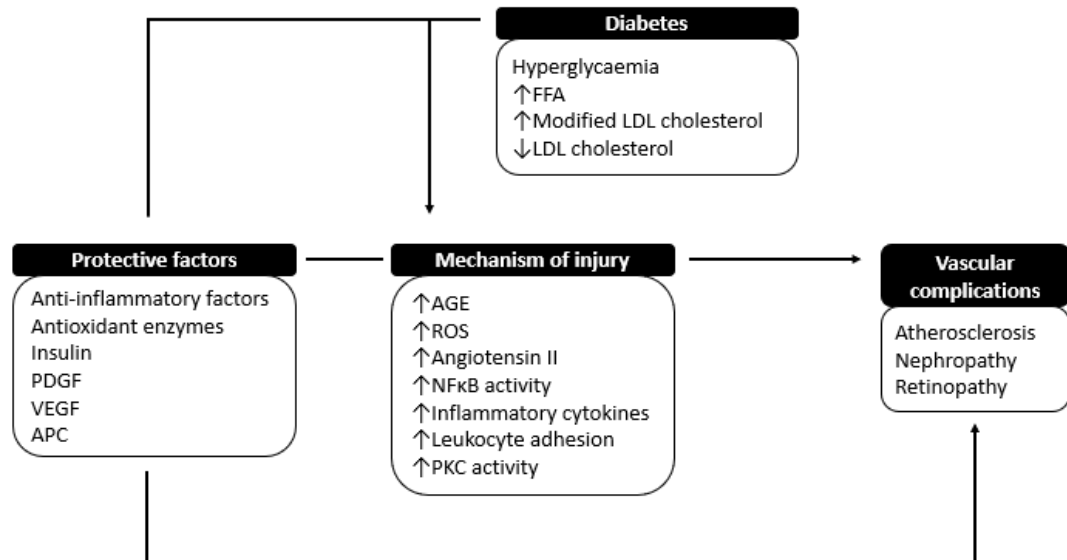 Diabetes
Hyperglycaemia
↑FFA
↑Modified LDL cholesterol
↓LDL cholesterol
Protective factors
Anti-inflammatory factors
Antioxidant enzymes
Insulin
PDGF
VEGF
APC
Mechanism of injury
↑AGE
↑ROS
↑Angiotensin II
↑NFκB activity
↑Inflammatory cytokines
↑Leukocyte adhesion
↑PKC activity
Vascular
complications
Atherosclerosis
Nephropathy
Retinopathy